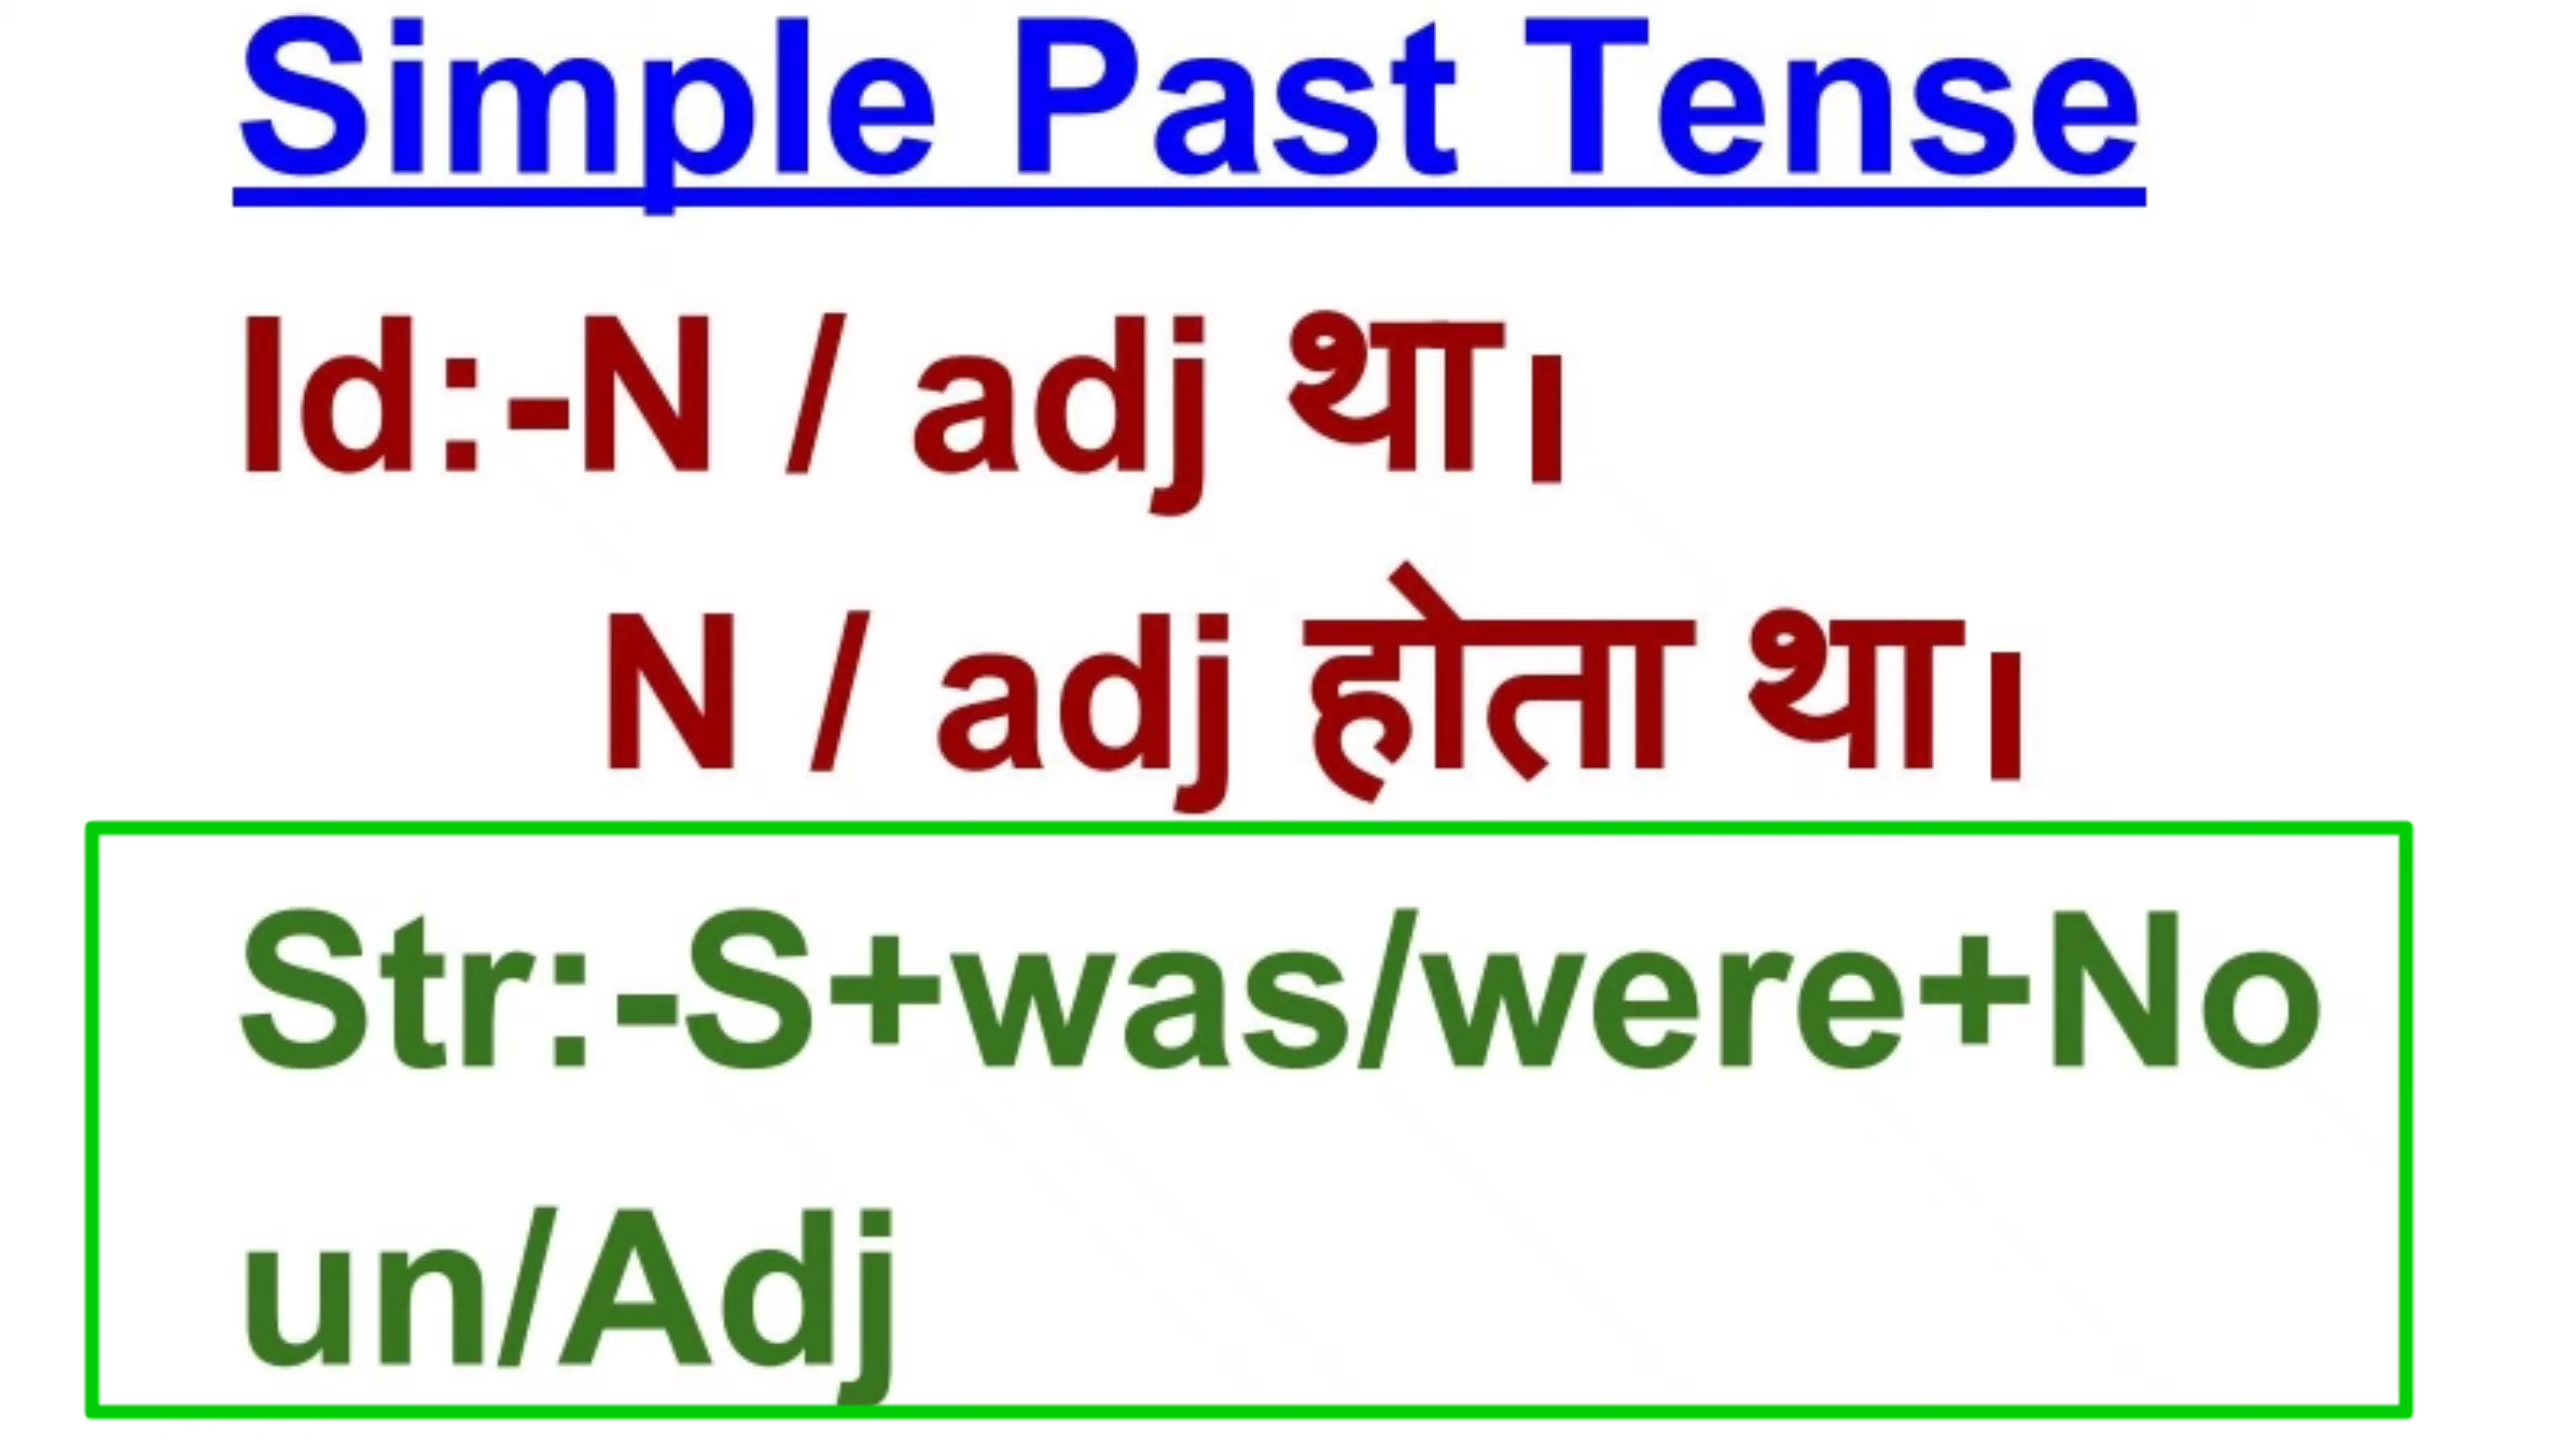 Simple Past Tense
Id:-N / adj था।
N / adj होता था।
Str:-S+was/were+No
un/Adj